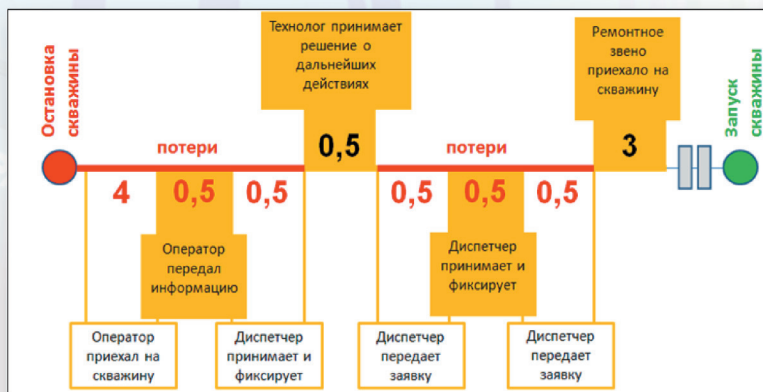 Технолог принимает
решение о
дальнейших
действиях
Ремонтное
звено
приехало на
скважину
Остановка
скважины
Запуск
скважины
потери
0,5
потери
3
4
0,5
0,5
0,5
0,5
0,5
Оператор
передал
информацию
Диспетчер
принимает и
фиксирует
Оператор
приехал на
скважину
Диспетчер
принимает и
фиксирует
Диспетчер
передает
заявку
Диспетчер
передает
заявку